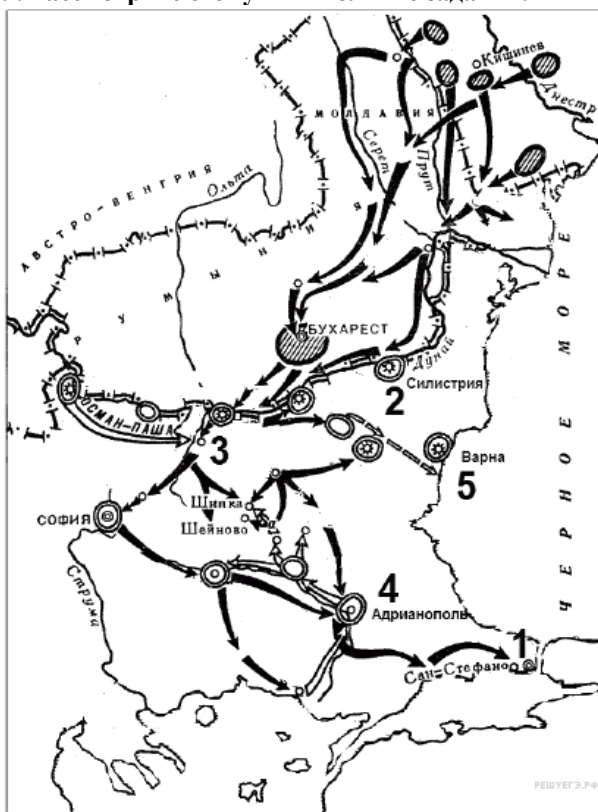 Кишинев
Днестр
МОЛДАВИЯ
Серет
Прут
АВСТРО-ВЕНГРИЯ
Ольта
РУМЫНИЯ
БУХАРЕСТ
Дунай
2
Силистрия
ОСМАН-ПАША
3
Варна
5
ЧЕРНОЕ МОРЕ
Шипка
Шейново
СОФИЯ
Струма
4
Адрианополь
1
Сан-Стефано
РЕШУЕГЭ.РФ